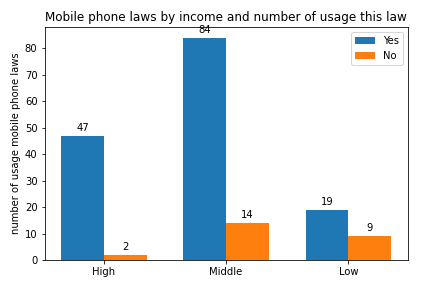 Mobile phone laws by income and number of usage this law
number of usage mobile phone laws
80
70
60
50
40
30
20
10
0
47
2
84
14
19
9
Yes
No
High
Middle
Low